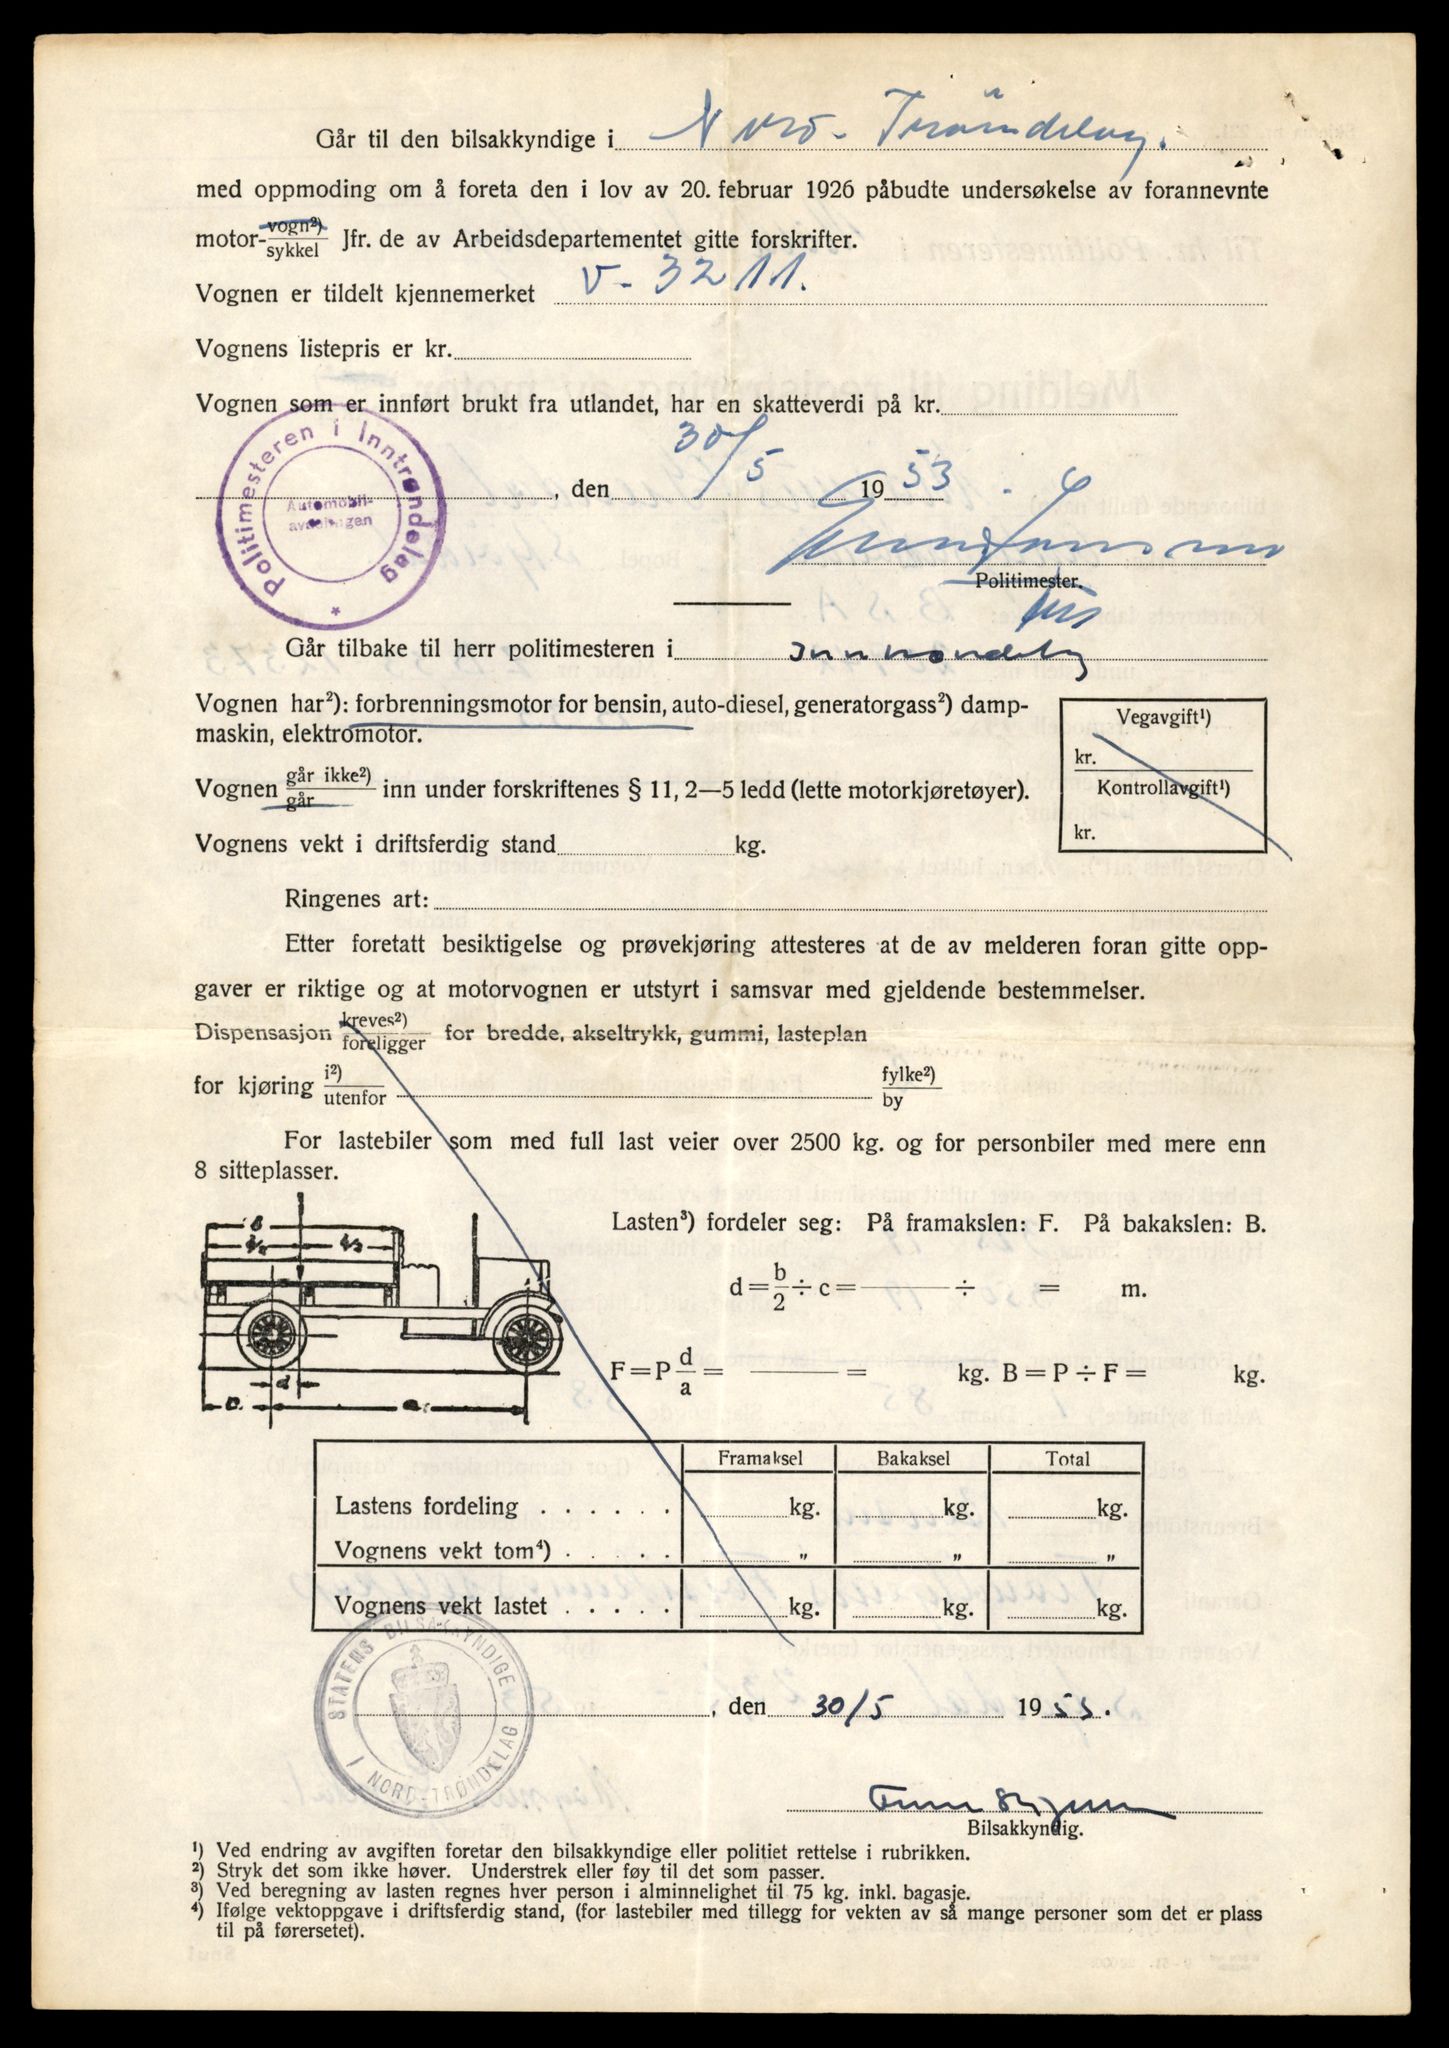 Går til den bilsakkyndige i Nord-Trøndelag.
med oppmoding om å foreta den i lov av 20. februar 1926 påbudte undersøkelse av forannevnte
motor-vogn²)/sykkel Jfr. de av Arbeidsdepartementet gitte forskrifter.
Vognen er tildelt kjennemerket V-3211.
Vognens listepris er kr.
Vognen som er innført brukt fra utlandet, har en skatteverdi på kr.
Politimesteren i Inntrøndelag
Automobil-
avdelingen
*
, den 30/5 1953
Politimester.
Går tilbake til herr politimesteren i Inntrøndelag
Vognen har²): forbrenningsmotor for bensin, auto-diesel, generatorgass²) damp-
maskin, elektromotor.
Vegavgift¹)
kr.
Kontrollavgift¹)
kr.
Vognen går ikke²)/går inn under forskriftenes § 11, 2—5 ledd (lette motorkjøretøyer).
Vognens vekt i driftsferdig stand kg.
Ringenes art:
Etter foretatt besiktigelse og prøvekjøring attesteres at de av melderen foran gitte opp-
gaver er riktige og at motorvognen er utstyrt i samsvar med gjeldende bestemmelser.
Dispensasjon kreves²)/foreligger for bredde, akseltrykk, gummi, lasteplan
for kjøring i²)/utenfor fylke²)/by
For lastebiler som med full last veier over 2500 kg. og for personbiler med mere enn
8 sitteplasser.
Lasten³) fordeler seg: På framakslen: F. På bakakslen: B.
d = b/2 ÷ c = ÷ = m.
F = P d/a = = kg. B = P ÷ F = kg.
Framaksel Bakaksel Total
Lastens fordeling . . . . . . kg. kg. kg.
Vognens vekt tom⁴) . . . . . „ „ „
Vognens vekt lastet . . . . . kg. kg. kg.
STATENS BILSAKKYNDIGE
I NORD-TRØNDELAG
, den 30/5 1953.
Bilsakkyndig.
¹) Ved endring av avgiften foretar den bilsakkyndige eller politiet rettelse i rubrikken.
²) Stryk det som ikke høver. Understrek eller føy til det som passer.
³) Ved beregning av lasten regnes hver person i alminnelighet til 75 kg. inkl. bagasje.
⁴) Ifølge vektoppgave i driftsferdig stand, (for lastebiler med tillegg for vekten av så mange personer som det er plass
til på førersetet).